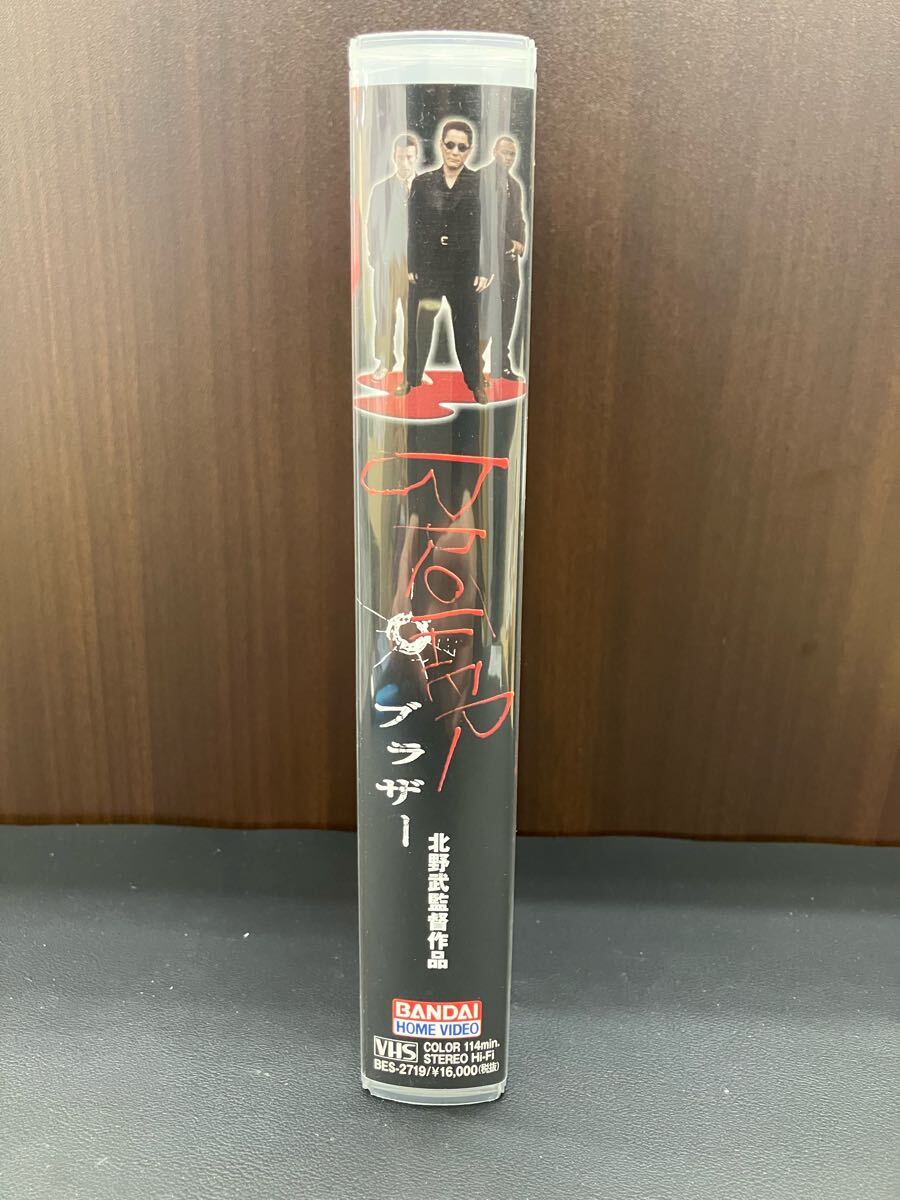 BROTHER
ブラザー
北野武監督作品
BANDAI
HOME VIDEO
VHS COLOR 114min.
STEREO Hi-Fi
BES-2719/¥16,000(税抜)